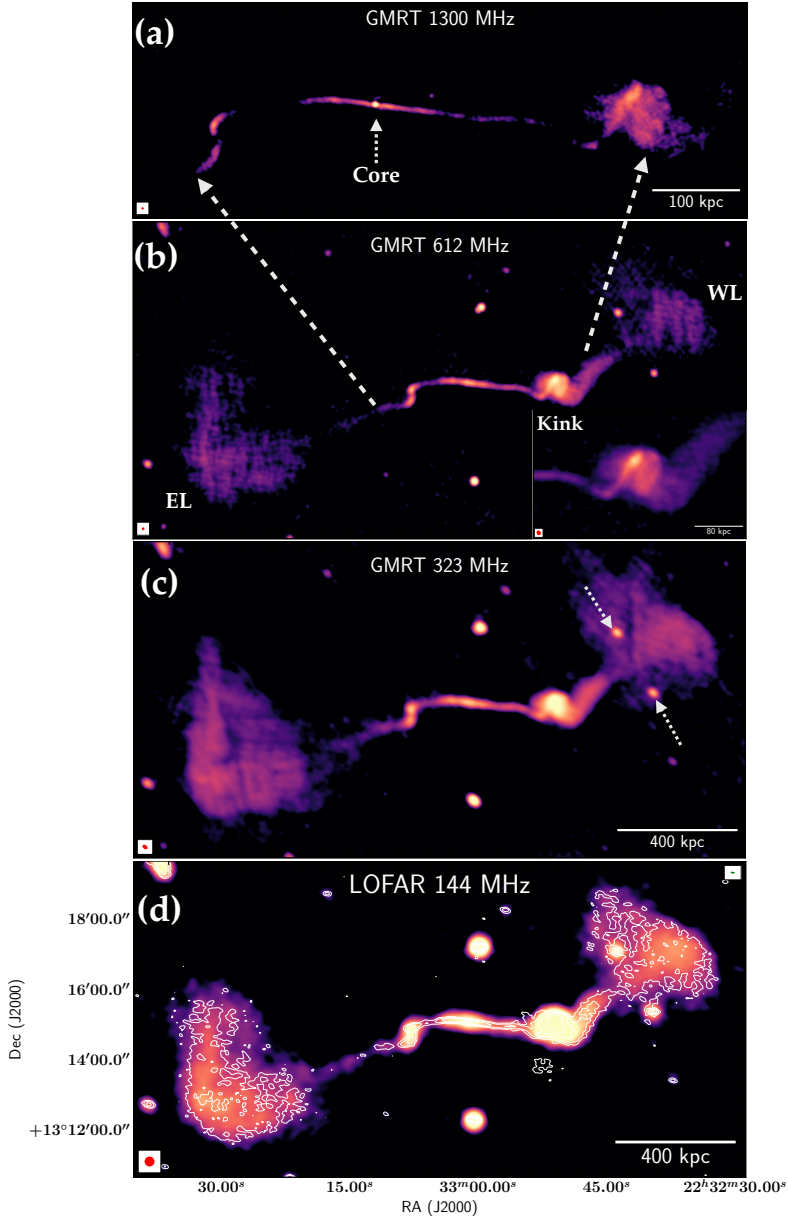 (a)
GMRT 1300 MHz
Core
100 kpc
(b)
GMRT 612 MHz
WL
Kink
EL
80 kpc
(c)
GMRT 323 MHz
400 kpc
(d)
LOFAR 144 MHz
18'00.0"
16'00.0"
14'00.0"
+13°12'00.0"
Dec (J2000)
400 kpc
30.00ˢ 15.00ˢ 33ᵐ00.00ˢ 45.00ˢ 22ʰ32ᵐ30.00ˢ
RA (J2000)